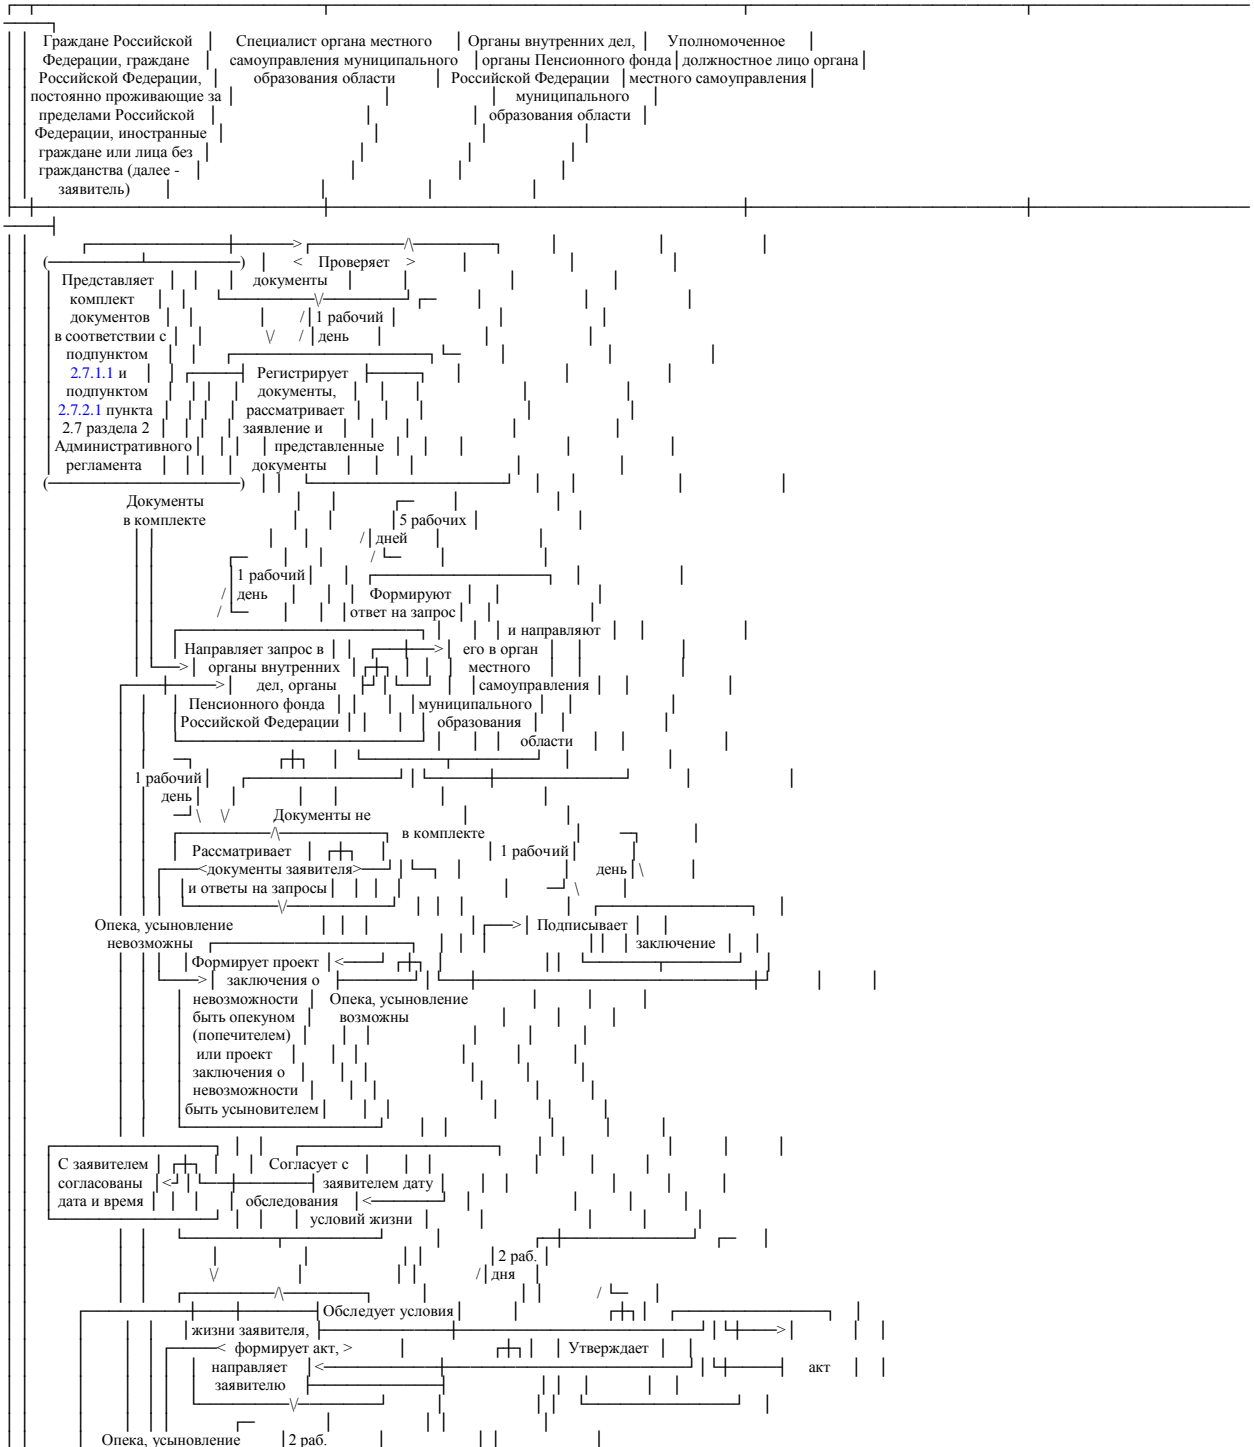 Граждане Российской Специалист органа местного Органы внутренних дел, Уполномоченное
Федерации, граждане самоуправления муниципального органы Пенсионного фонда должностное лицо органа
Российской Федерации, образования области Российской Федерации местного самоуправления
постоянно проживающие за муниципального
пределами Российской образования области
Федерации, иностранные
граждане или лица без
гражданства (далее -
заявитель)
Проверяет
Представляет документы
комплект
документов 1 рабочий
в соответствии с день
подпунктом
2.7.1.1 и Регистрирует
подпунктом документы,
2.7.2.1 пункта рассматривает
2.7 раздела 2 заявление и
Административного представленные
регламента документы
Документы
в комплекте 5 рабочих
дней
1 рабочий
день Формируют
ответ на запрос
и направляют
Направляет запрос в его в орган
органы внутренних местного
дел, органы самоуправления
Пенсионного фонда муниципального
Российской Федерации образования
области
1 рабочий
день
Документы не
в комплекте
Рассматривает 1 рабочий
документы заявителя день
и ответы на запросы
Опека, усыновление Подписывает
невозможны заключение
Формирует проект
заключения о
невозможности Опека, усыновление
быть опекуном возможны
(попечителем)
или проект
заключения о
невозможности
быть усыновителем
С заявителем Согласует с
согласованы заявителем дату
дата и время обследования
условий жизни
2 раб.
дня
Обследует условия
жизни заявителя,
формирует акт, Утверждает
направляет акт
заявителю
Опека, усыновление 2 раб.